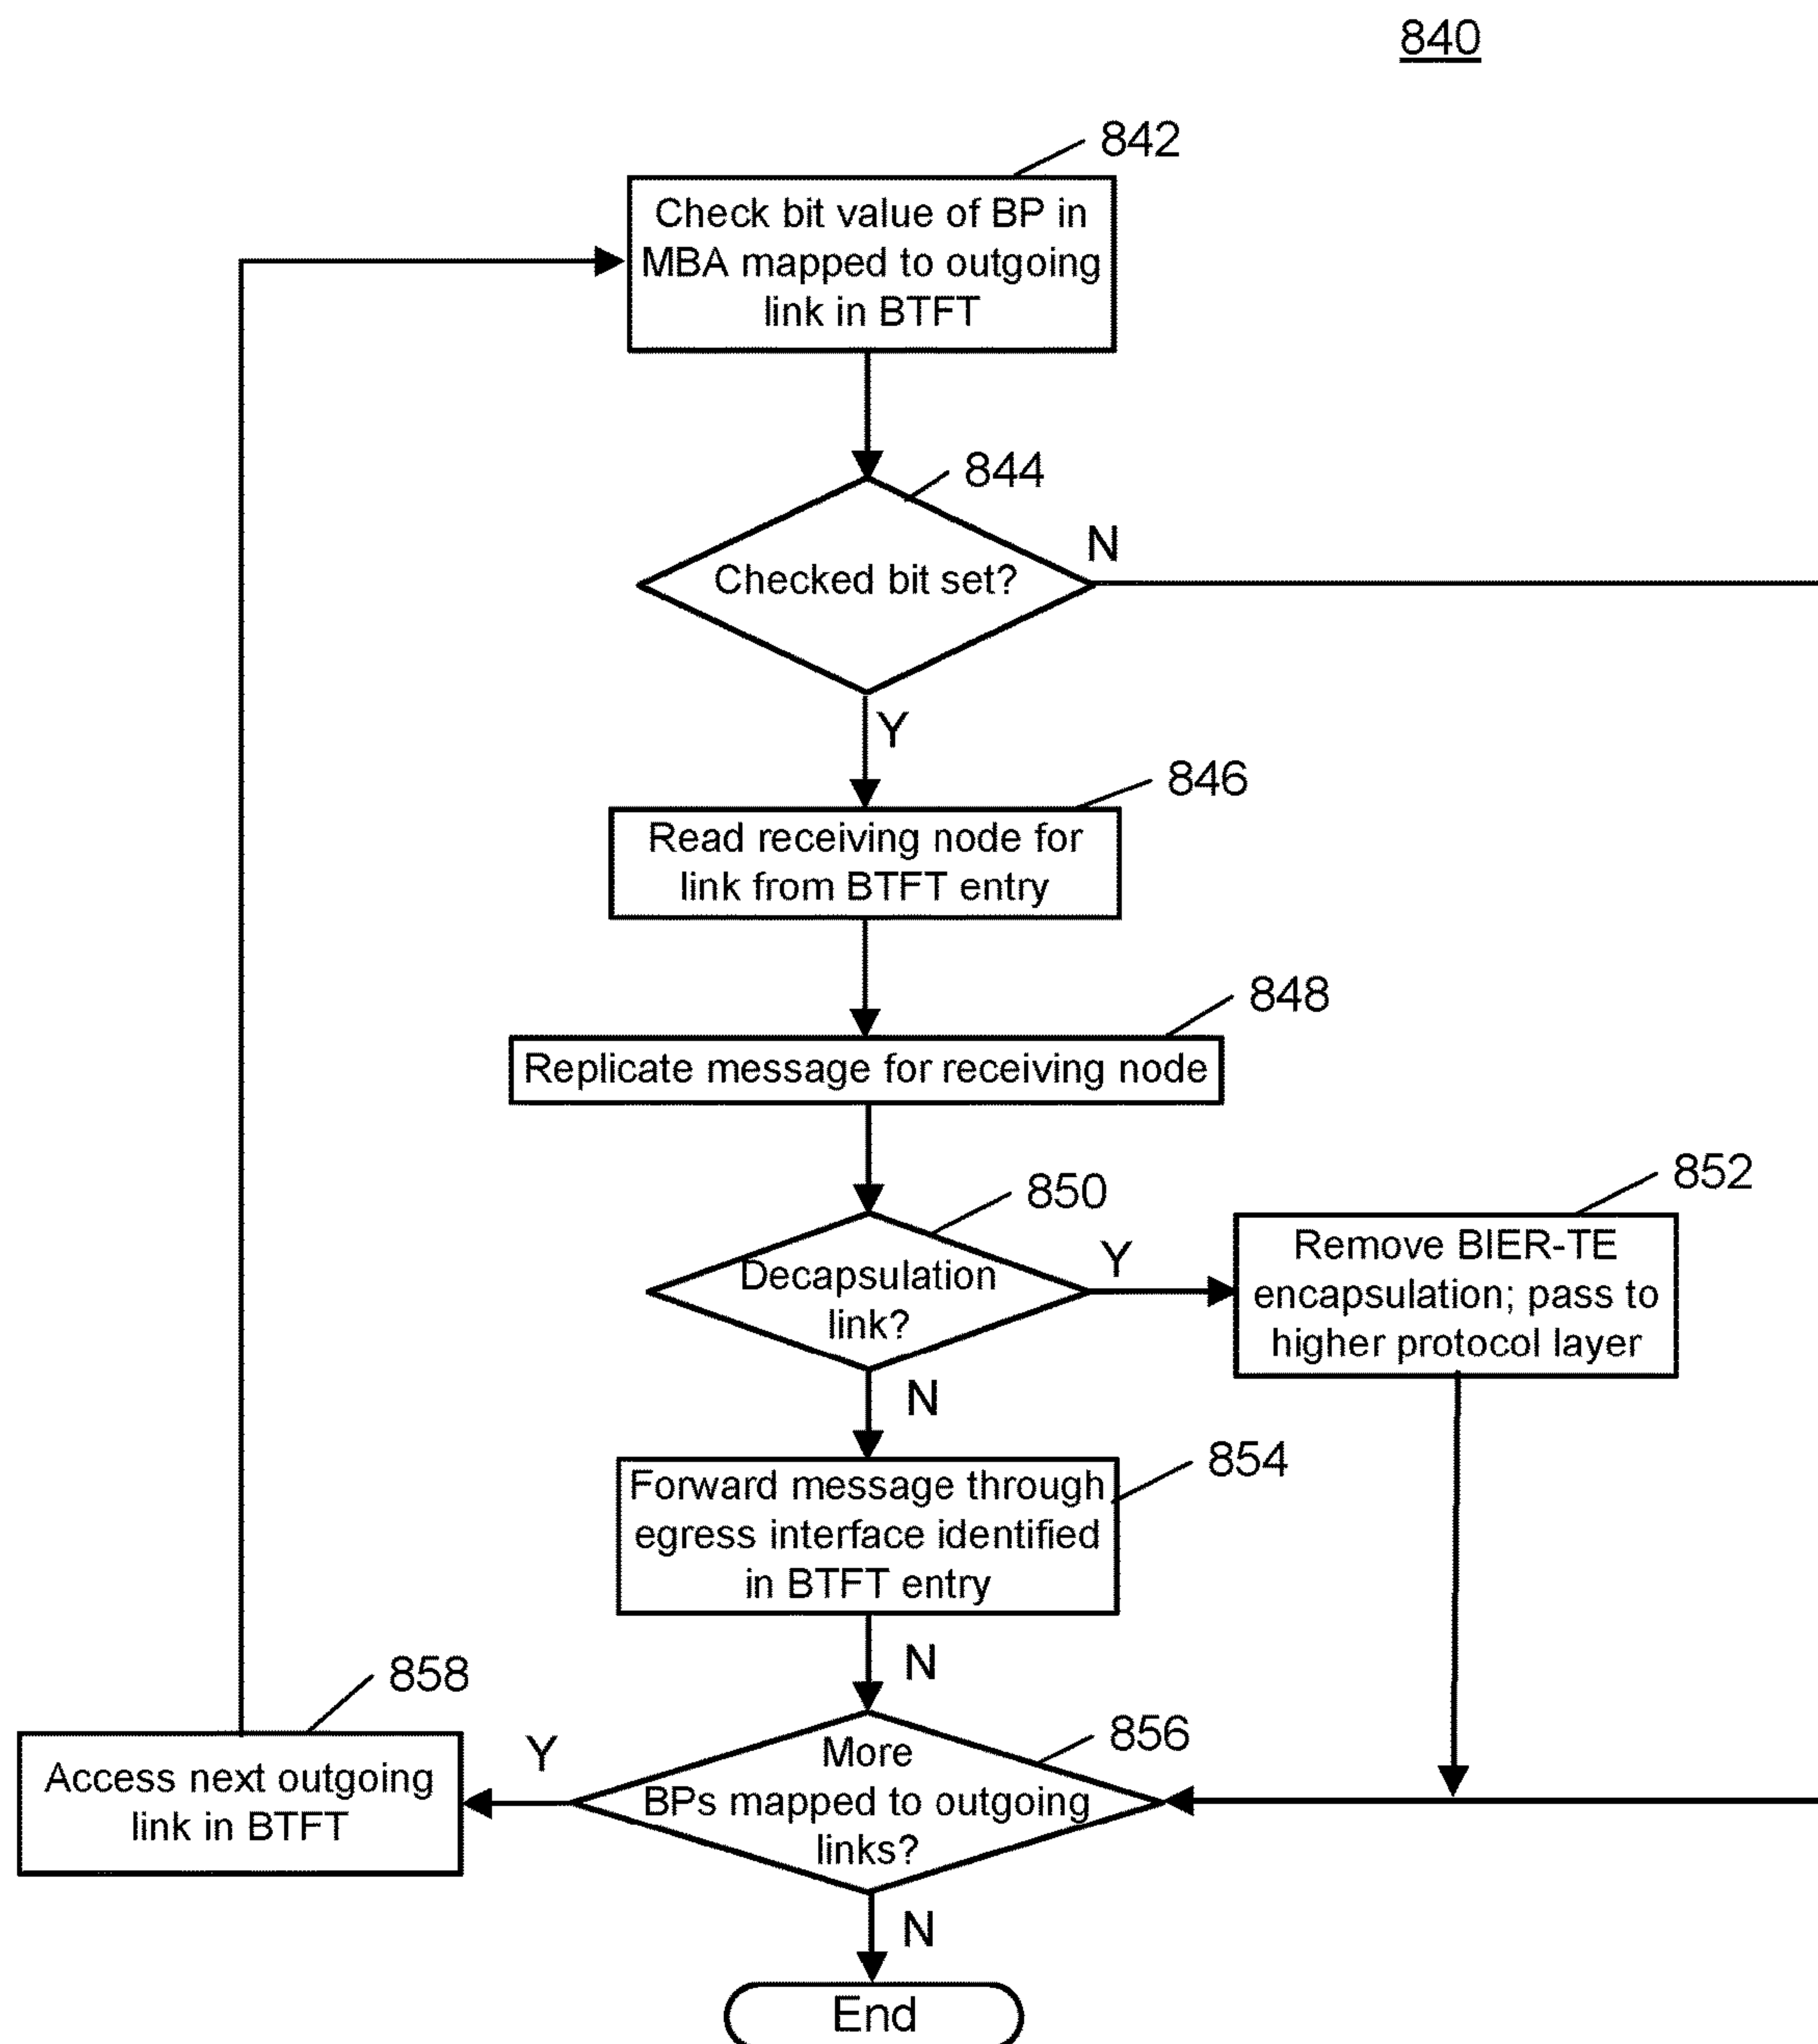 840
842
Check bit value of BP in
MBA mapped to outgoing
link in BTFT
844
Checked bit set?
N
Y
846
Read receiving node for
link from BTFT entry
848
Replicate message for receiving node
850
Decapsulation
link?
Y
852
Remove BIER-TE
encapsulation; pass to
higher protocol layer
N
854
Forward message through
egress interface identified
in BTFT entry
N
856
More
BPs mapped to outgoing
links?
Y
858
Access next outgoing
link in BTFT
N
End